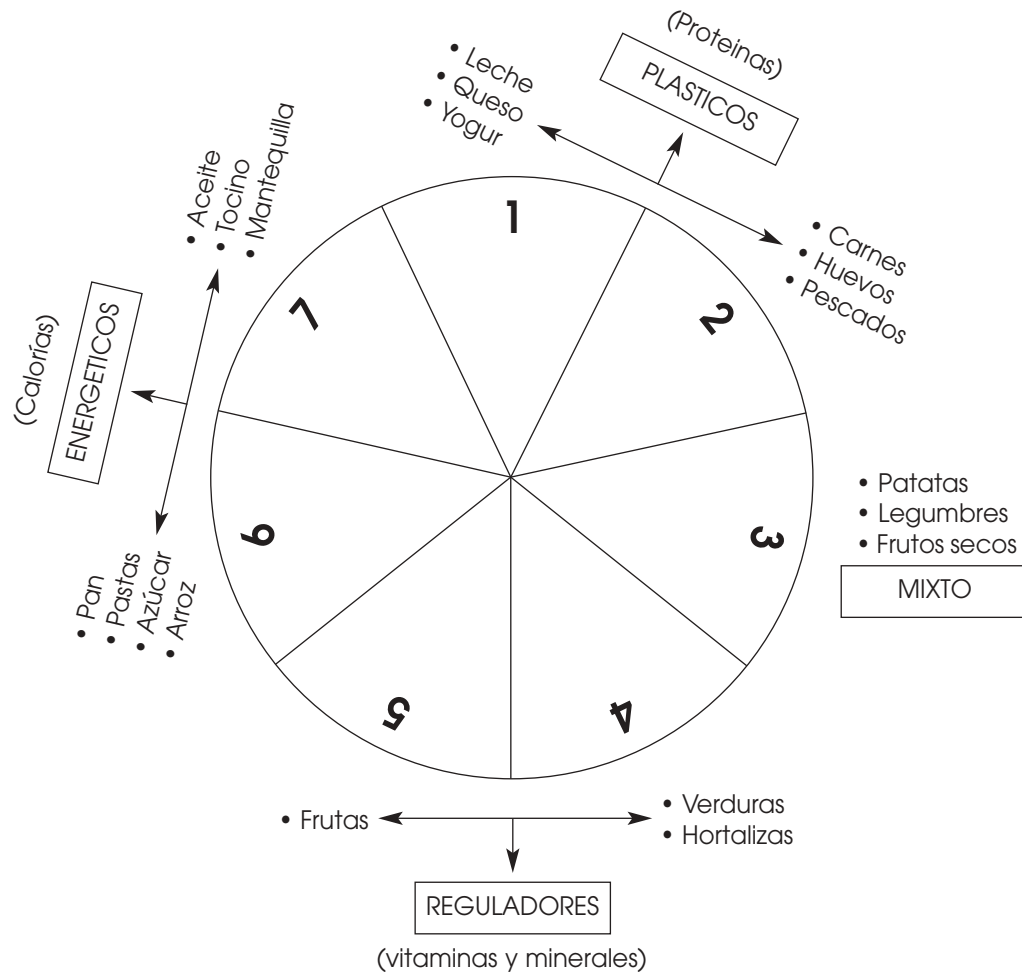 (Proteinas)
PLASTICOS
• Leche
• Queso
• Yogur
• Carnes
• Huevos
• Pescados
• Aceite
• Tocino
• Mantequilla
(Calorías)
ENERGETICOS
• Pan
• Pastas
• Azúcar
• Arroz
1
2
3
4
5
6
7
• Patatas
• Legumbres
• Frutos secos
MIXTO
• Frutas
• Verduras
• Hortalizas
REGULADORES
(vitaminas y minerales)